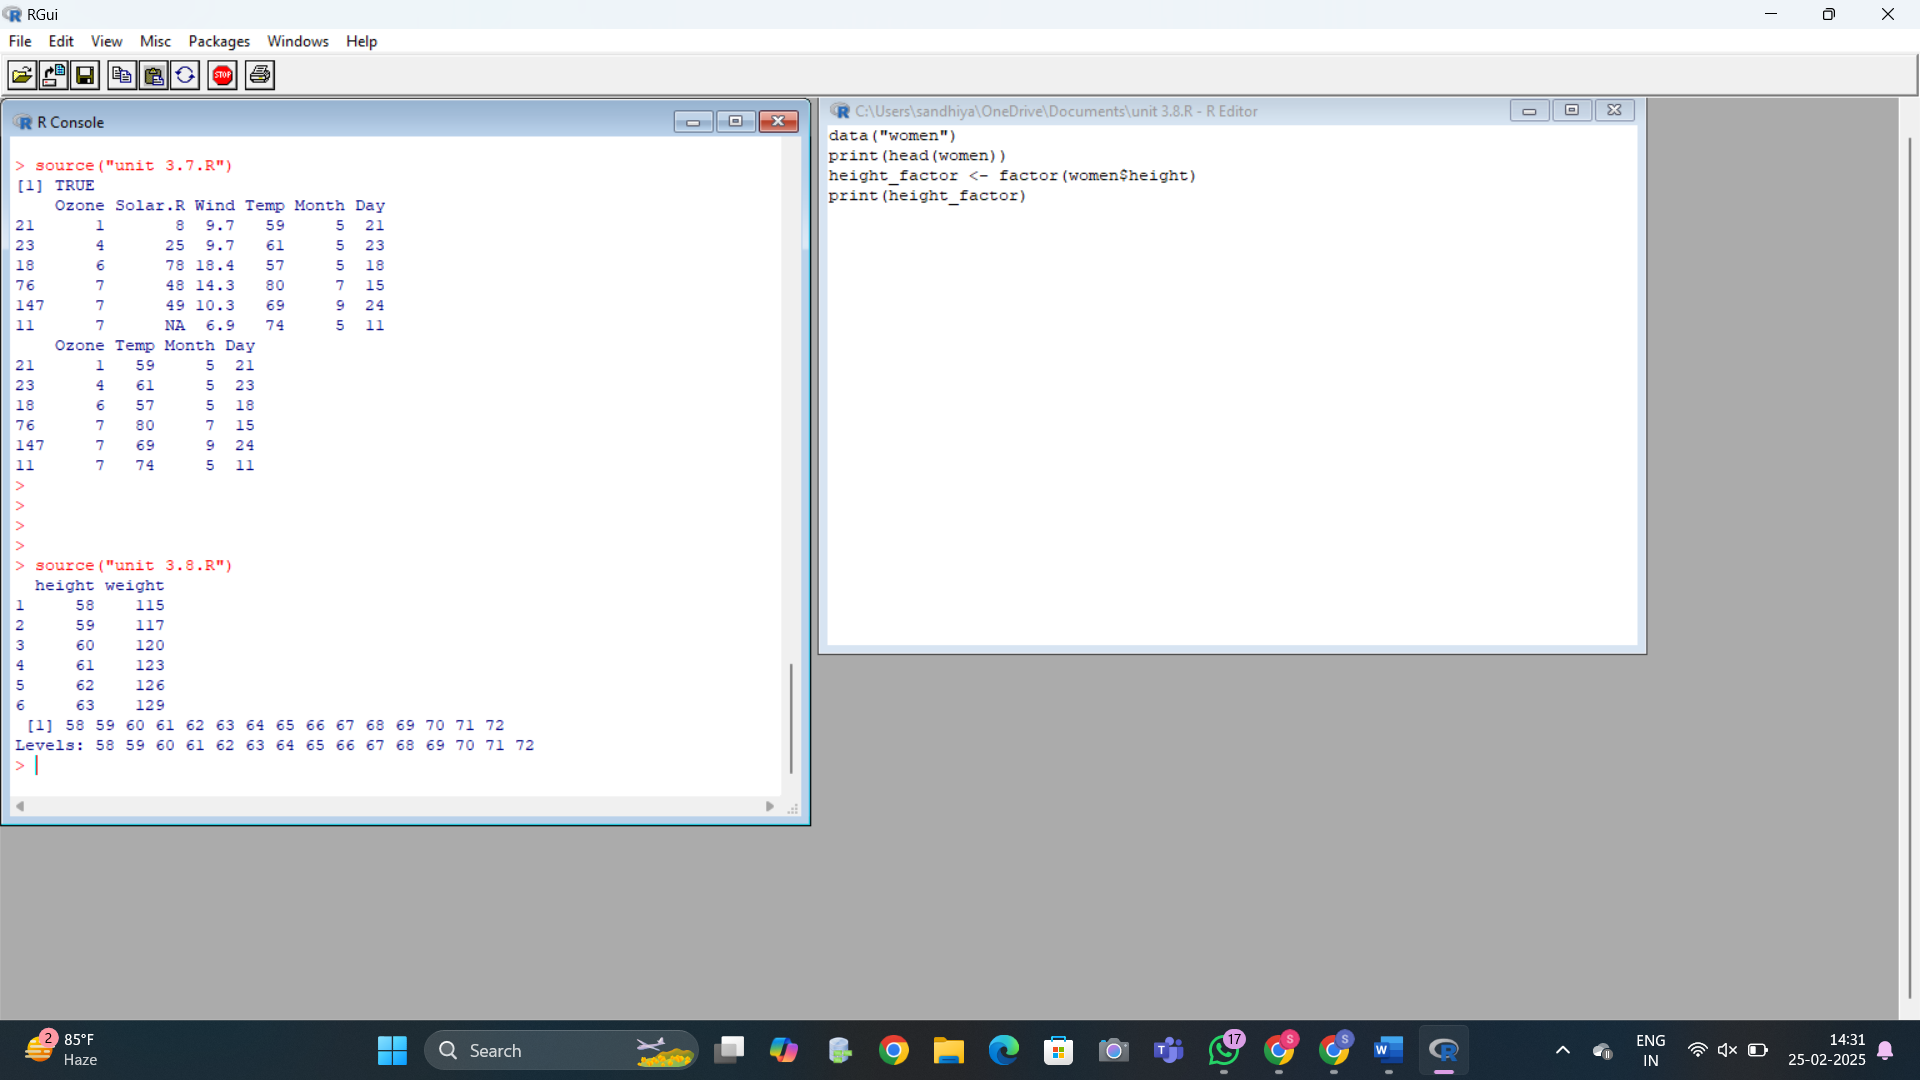 RGui
File Edit View Misc Packages Windows Help
STOP
R Console
> source("unit 3.7.R")
[1] TRUE
    Ozone Solar.R Wind Temp Month Day
21      1       8  9.7   59     5  21
23      4      25  9.7   61     5  23
18      6      78 18.4   57     5  18
76      7      48 14.3   80     7  15
147     7      49 10.3   69     9  24
11      7      NA  6.9   74     5  11
    Ozone Temp Month Day
21      1   59     5  21
23      4   61     5  23
18      6   57     5  18
76      7   80     7  15
147     7   69     9  24
11      7   74     5  11
>
>
>
>
> source("unit 3.8.R")
  height weight
1     58    115
2     59    117
3     60    120
4     61    123
5     62    126
6     63    129
 [1] 58 59 60 61 62 63 64 65 66 67 68 69 70 71 72
Levels: 58 59 60 61 62 63 64 65 66 67 68 69 70 71 72
>
C:\Users\sandhiya\OneDrive\Documents\unit 3.8.R - R Editor
data("women")
print(head(women))
height_factor <- factor(women$height)
print(height_factor)
2
85°F
Haze
Search
17
S
S
ENG
IN
14:31
25-02-2025